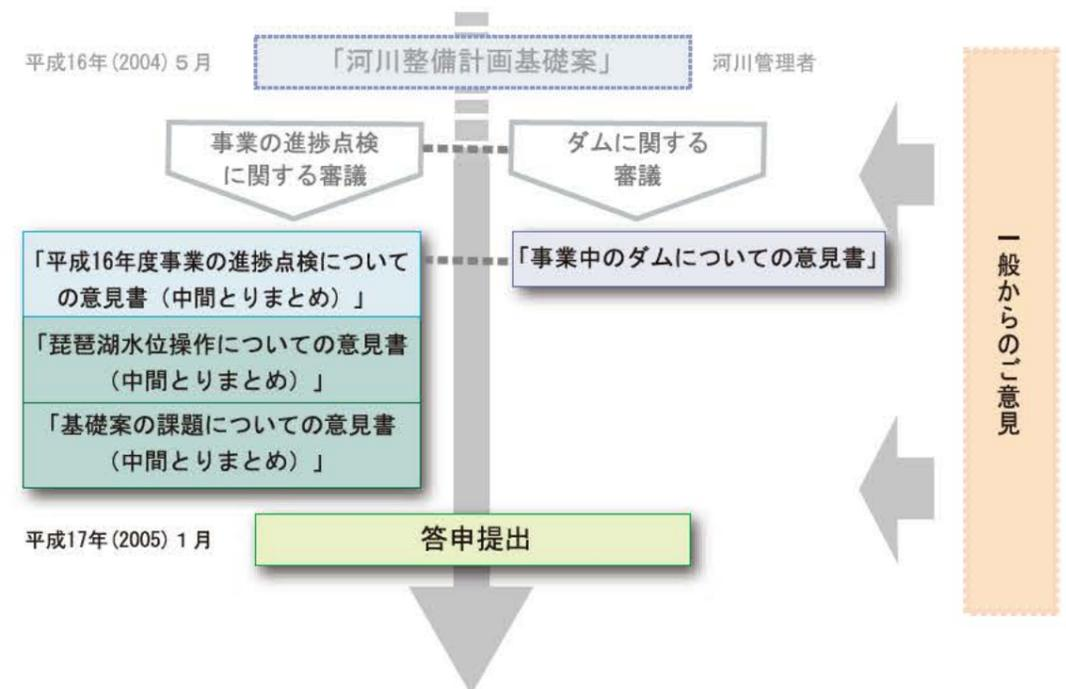 平成16年(2004)5月
「河川整備計画基礎案」
河川管理者
事業の進捗点検
に関する審議
ダムに関する
審議
「平成16年度事業の進捗点検について
の意見書(中間とりまとめ)」
「事業中のダムについての意見書」
「琵琶湖水位操作についての意見書
(中間とりまとめ)」
「基礎案の課題についての意見書
(中間とりまとめ)」
平成17年(2005)1月
答申提出
一般からのご意見